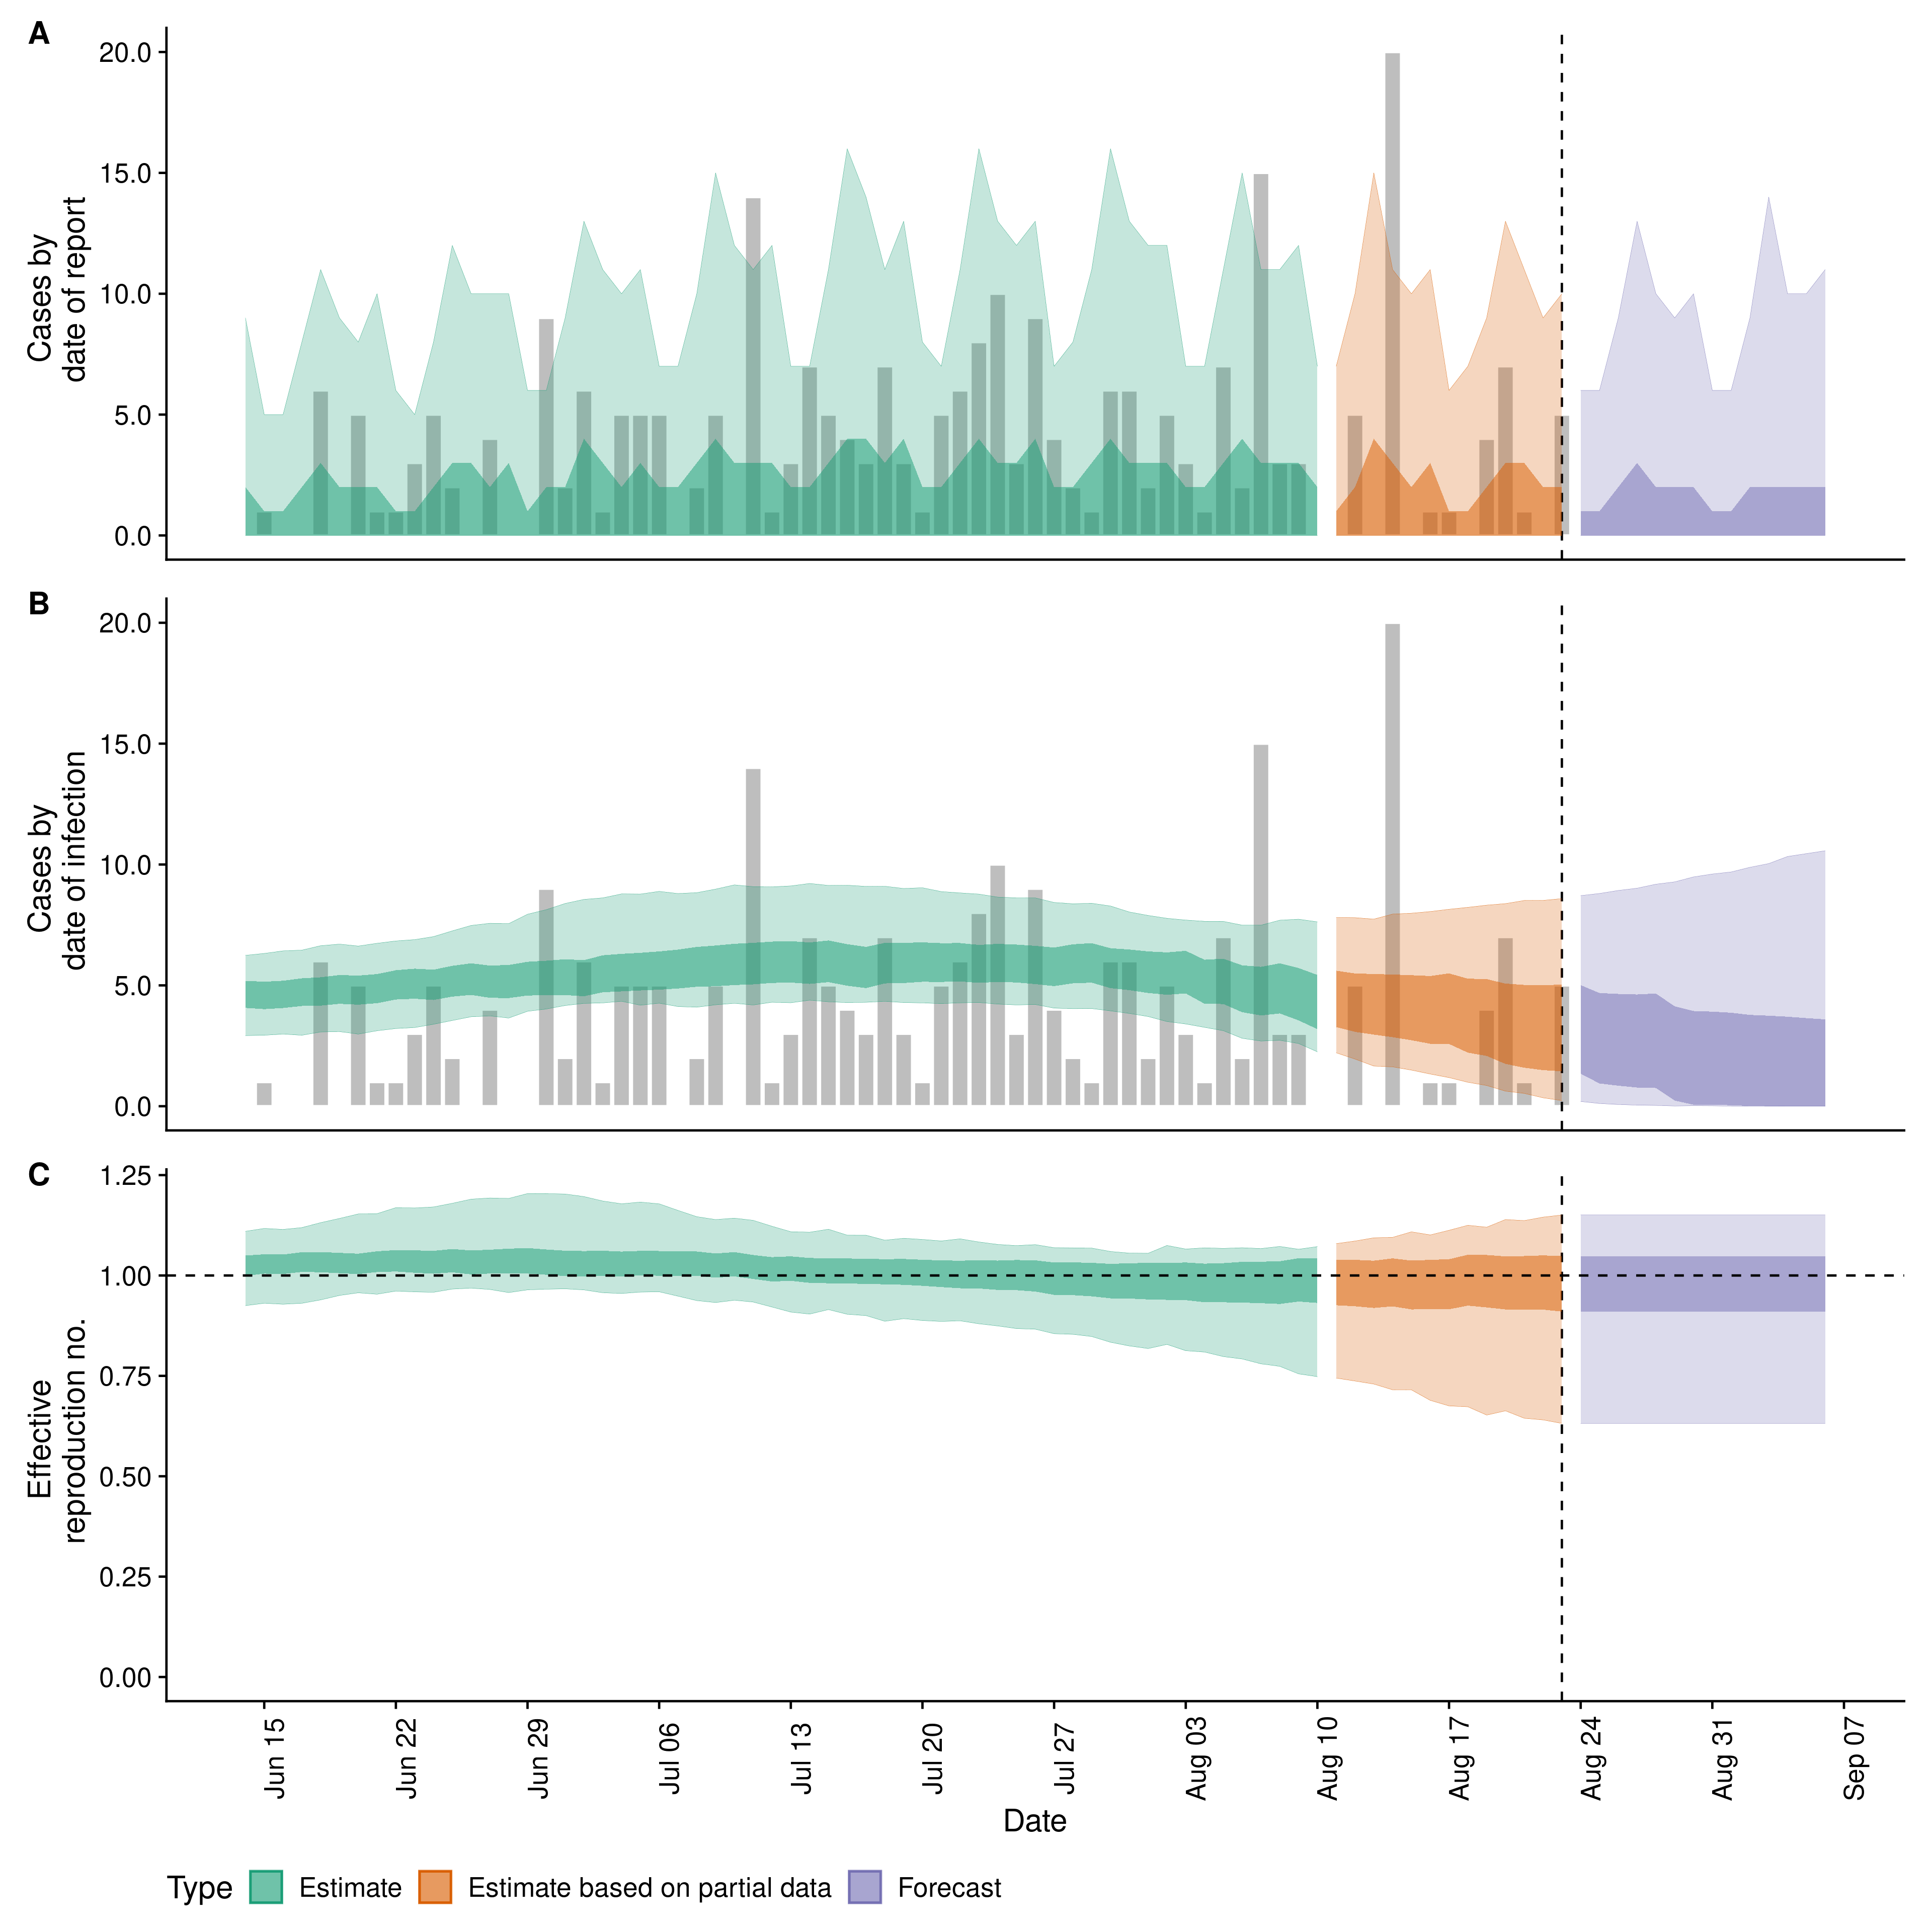 A
20.0
15.0
10.0
5.0
0.0
Cases by
date of report
B
20.0
15.0
10.0
5.0
0.0
Cases by
date of infection
C
1.25
1.00
0.75
0.50
0.25
0.00
Effective
reproduction no.
Jun 15
Jun 22
Jun 29
Jul 06
Jul 13
Jul 20
Jul 27
Aug 03
Aug 10
Aug 17
Aug 24
Aug 31
Sep 07
Date
Type Estimate Estimate based on partial data Forecast